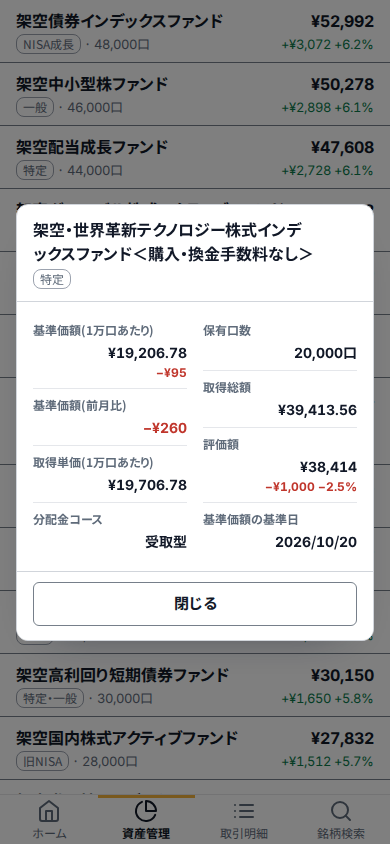 架空債券インデックスファンド ¥52,992
NISA成長 · 48,000口 +¥3,072 +6.2%
架空中小型株ファンド ¥50,278
一般 · 46,000口 +¥2,898 +6.1%
架空配当成長ファンド ¥47,608
特定 · 44,000口 +¥2,728 +6.1%
架空・世界革新テクノロジー株式インデ
ックスファンド＜購入・換金手数料なし＞
特定
基準価額(1万口あたり)
¥19,206.78
−¥95
基準価額(前月比)
−¥260
取得単価(1万口あたり)
¥19,706.78
分配金コース
受取型
保有口数
20,000口
取得総額
¥39,413.56
評価額
¥38,414
−¥1,000 −2.5%
基準価額の基準日
2026/10/20
閉じる
架空高利回り短期債券ファンド ¥30,150
特定・一般 · 30,000口 +¥1,650 +5.8%
架空国内株式アクティブファンド ¥27,832
旧NISA · 28,000口 +¥1,512 +5.7%
ホーム 資産管理 取引明細 銘柄検索